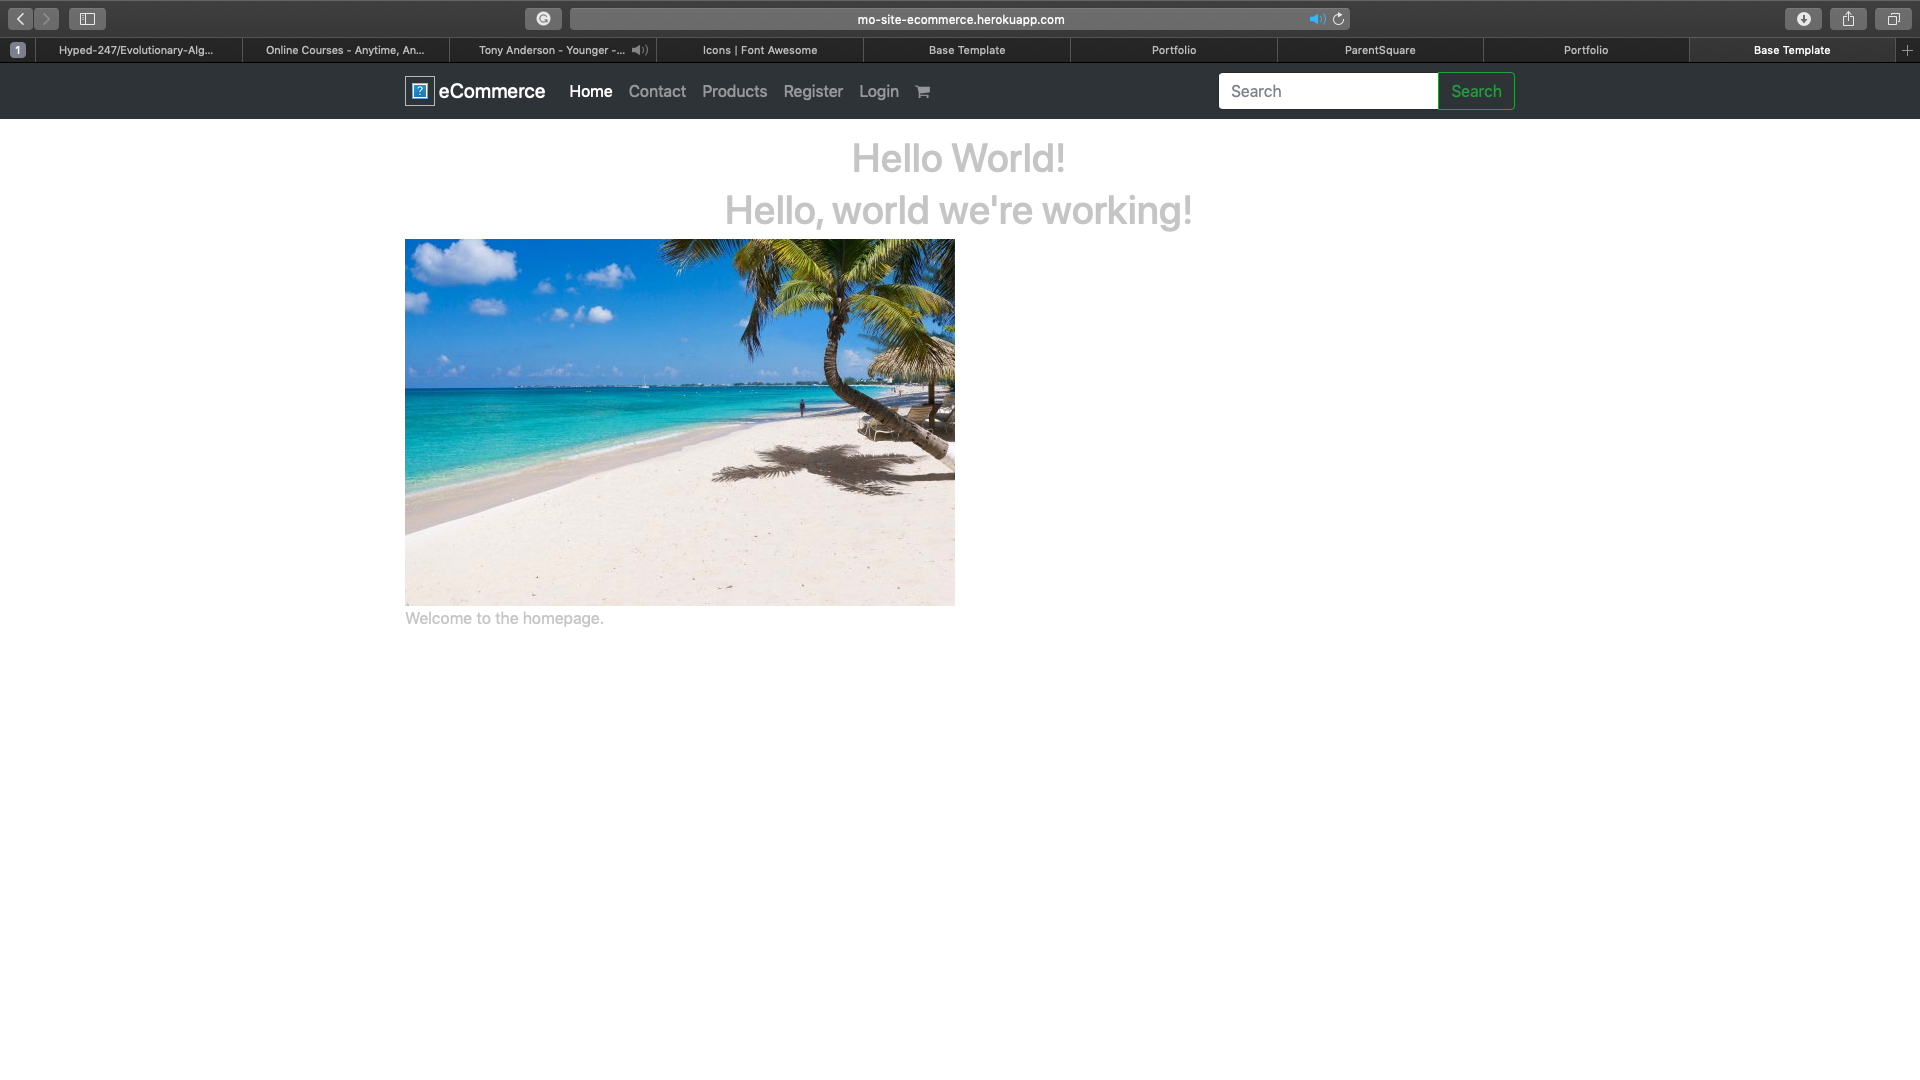 mo-site-ecommerce.herokuapp.com
1
Hyped-247/Evolutionary-Alg...
Online Courses - Anytime, An...
Tony Anderson - Younger -...
Icons | Font Awesome
Base Template
Portfolio
ParentSquare
Portfolio
Base Template
eCommerce
Home
Contact
Products
Register
Login
Search
Search
Hello World!
Hello, world we're working!
Welcome to the homepage.